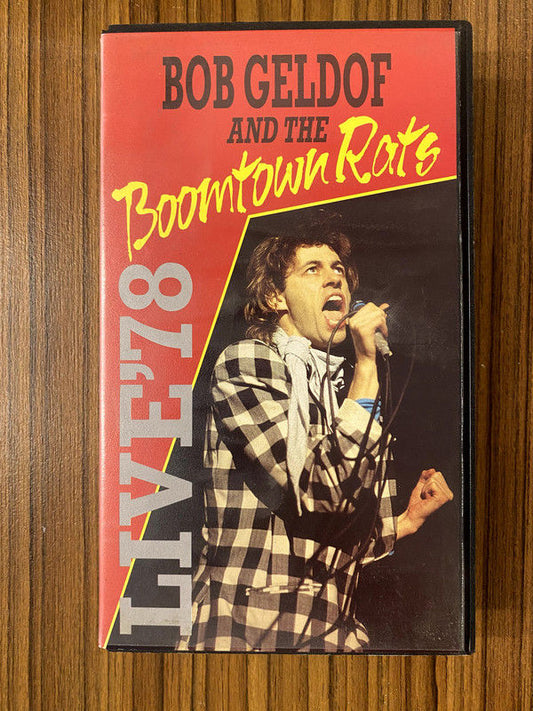 BOB GELDOF
AND THE
Boomtown Rats
LIVE '78